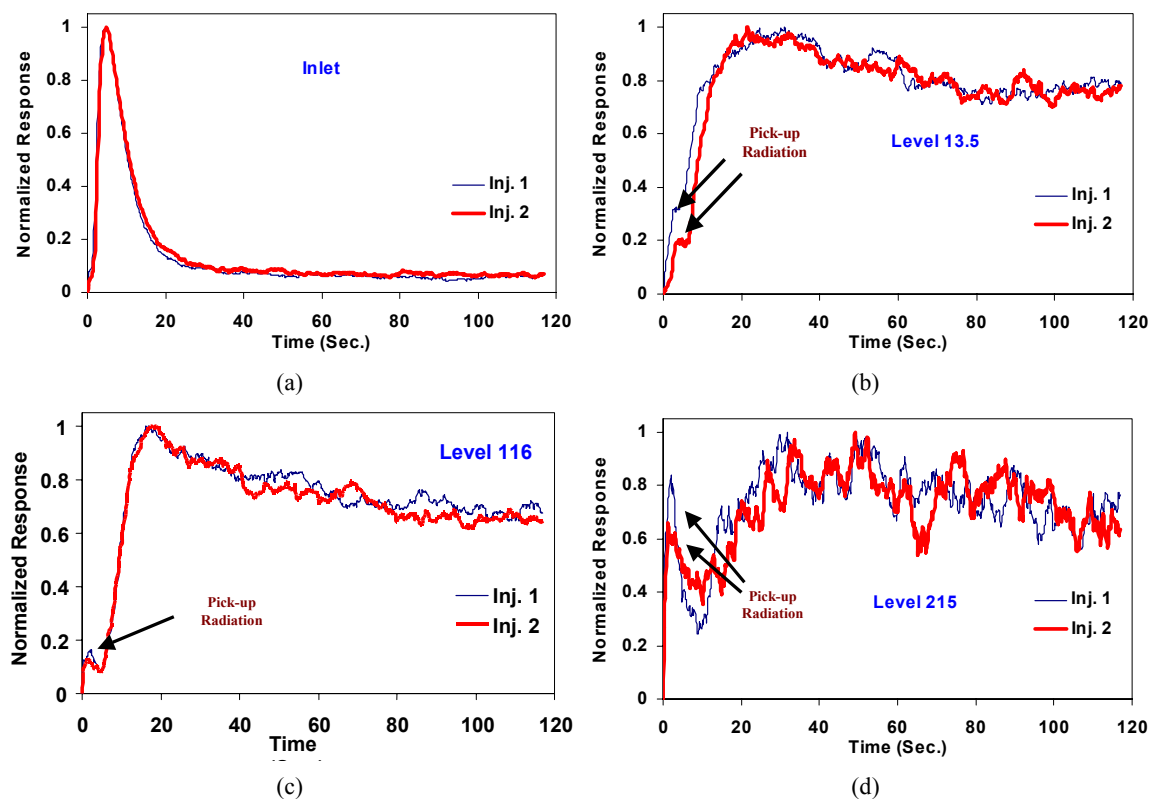 1
0.8
0.6
0.4
0.2
0
Normalized Response
Inlet
Inj. 1
Inj. 2
0 20 40 60 80 100 120
Time (Sec.)
(a)
1
0.8
0.6
0.4
0.2
0
Normalized Response
Pick-up
Radiation
Level 13.5
Inj. 1
Inj. 2
0 20 40 60 80 100 120
Time (Sec.)
(b)
1
0.8
0.6
0.4
0.2
0
Normalized Response
Level 116
Pick-up
Radiation
Inj. 1
Inj. 2
0 20 40 60 80 100 120
Time
(c)
1
0.8
0.6
0.4
0.2
0
Normalized Response
Pick-up
Radiation
Level 215
Inj. 1
Inj. 2
0 20 40 60 80 100 120
Time (Sec.)
(d)